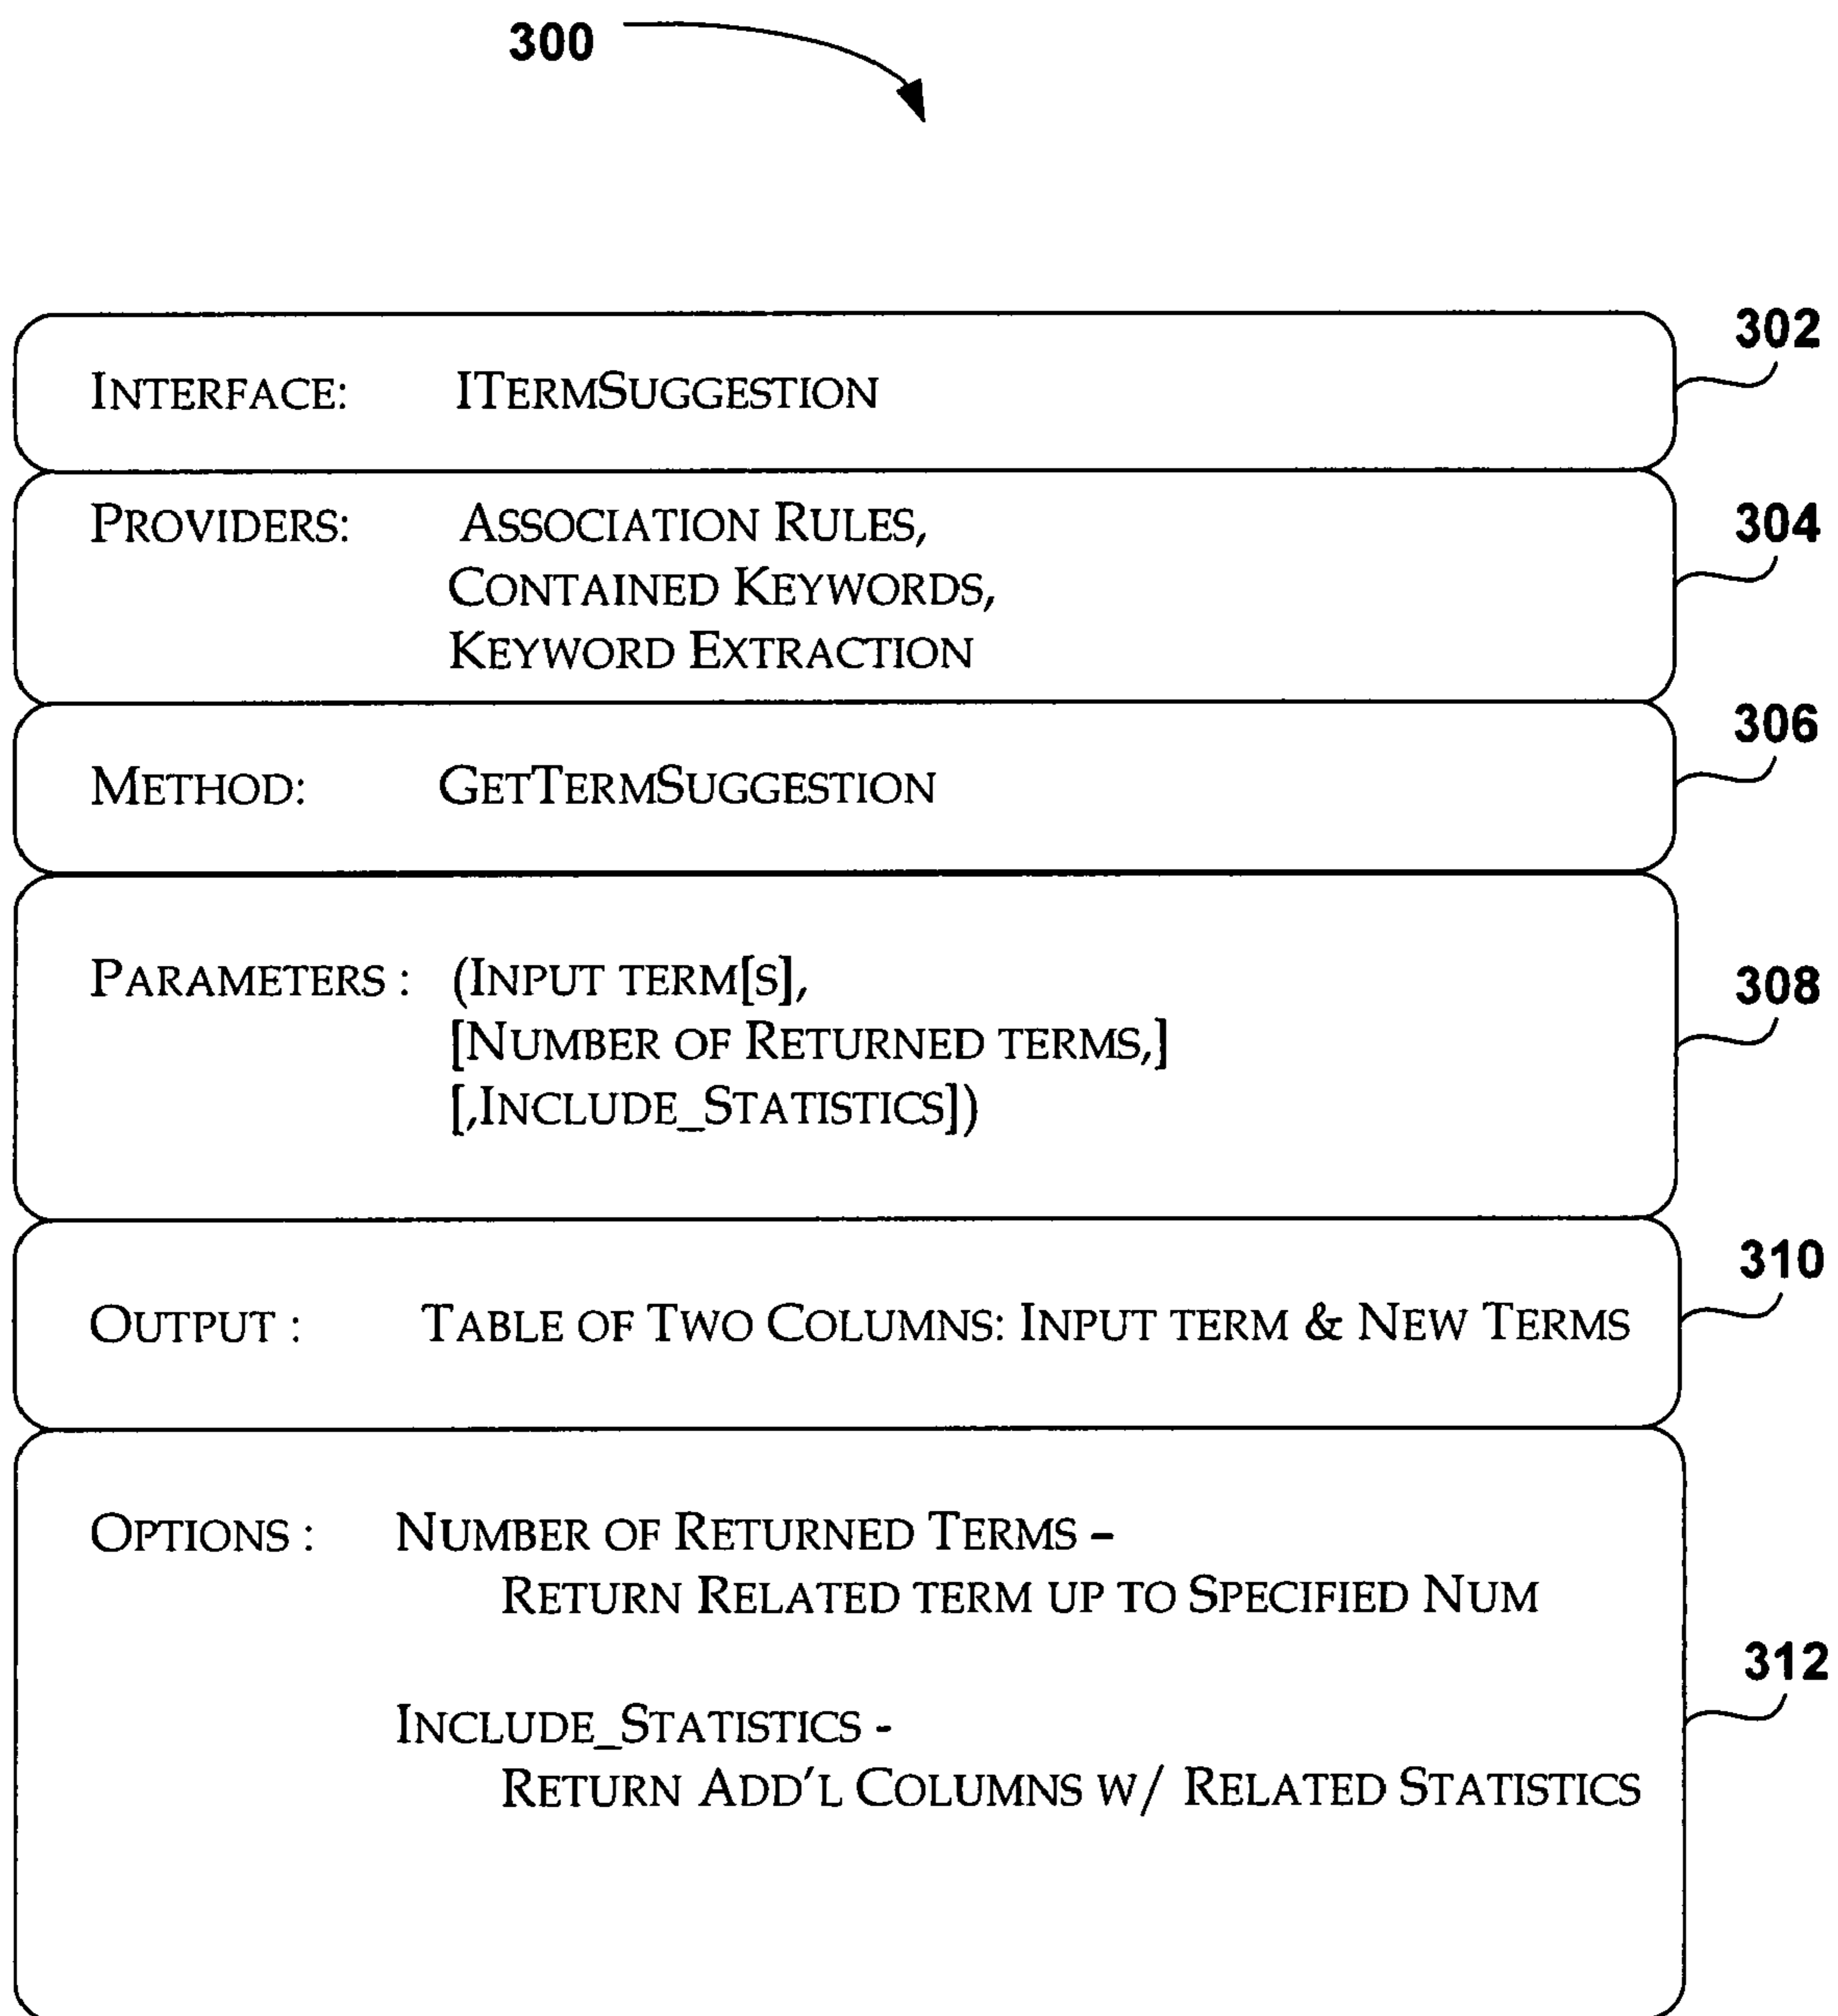 300
302
INTERFACE: ITERMSUGGESTION
304
PROVIDERS: ASSOCIATION RULES,
CONTAINED KEYWORDS,
KEYWORD EXTRACTION
306
METHOD: GETTERMSUGGESTION
308
PARAMETERS : (INPUT TERM[S],
[NUMBER OF RETURNED TERMS,]
[,INCLUDE_STATISTICS])
310
OUTPUT : TABLE OF TWO COLUMNS: INPUT TERM & NEW TERMS
OPTIONS : NUMBER OF RETURNED TERMS –
RETURN RELATED TERM UP TO SPECIFIED NUM
312
INCLUDE_STATISTICS -
RETURN ADD'L COLUMNS W/ RELATED STATISTICS